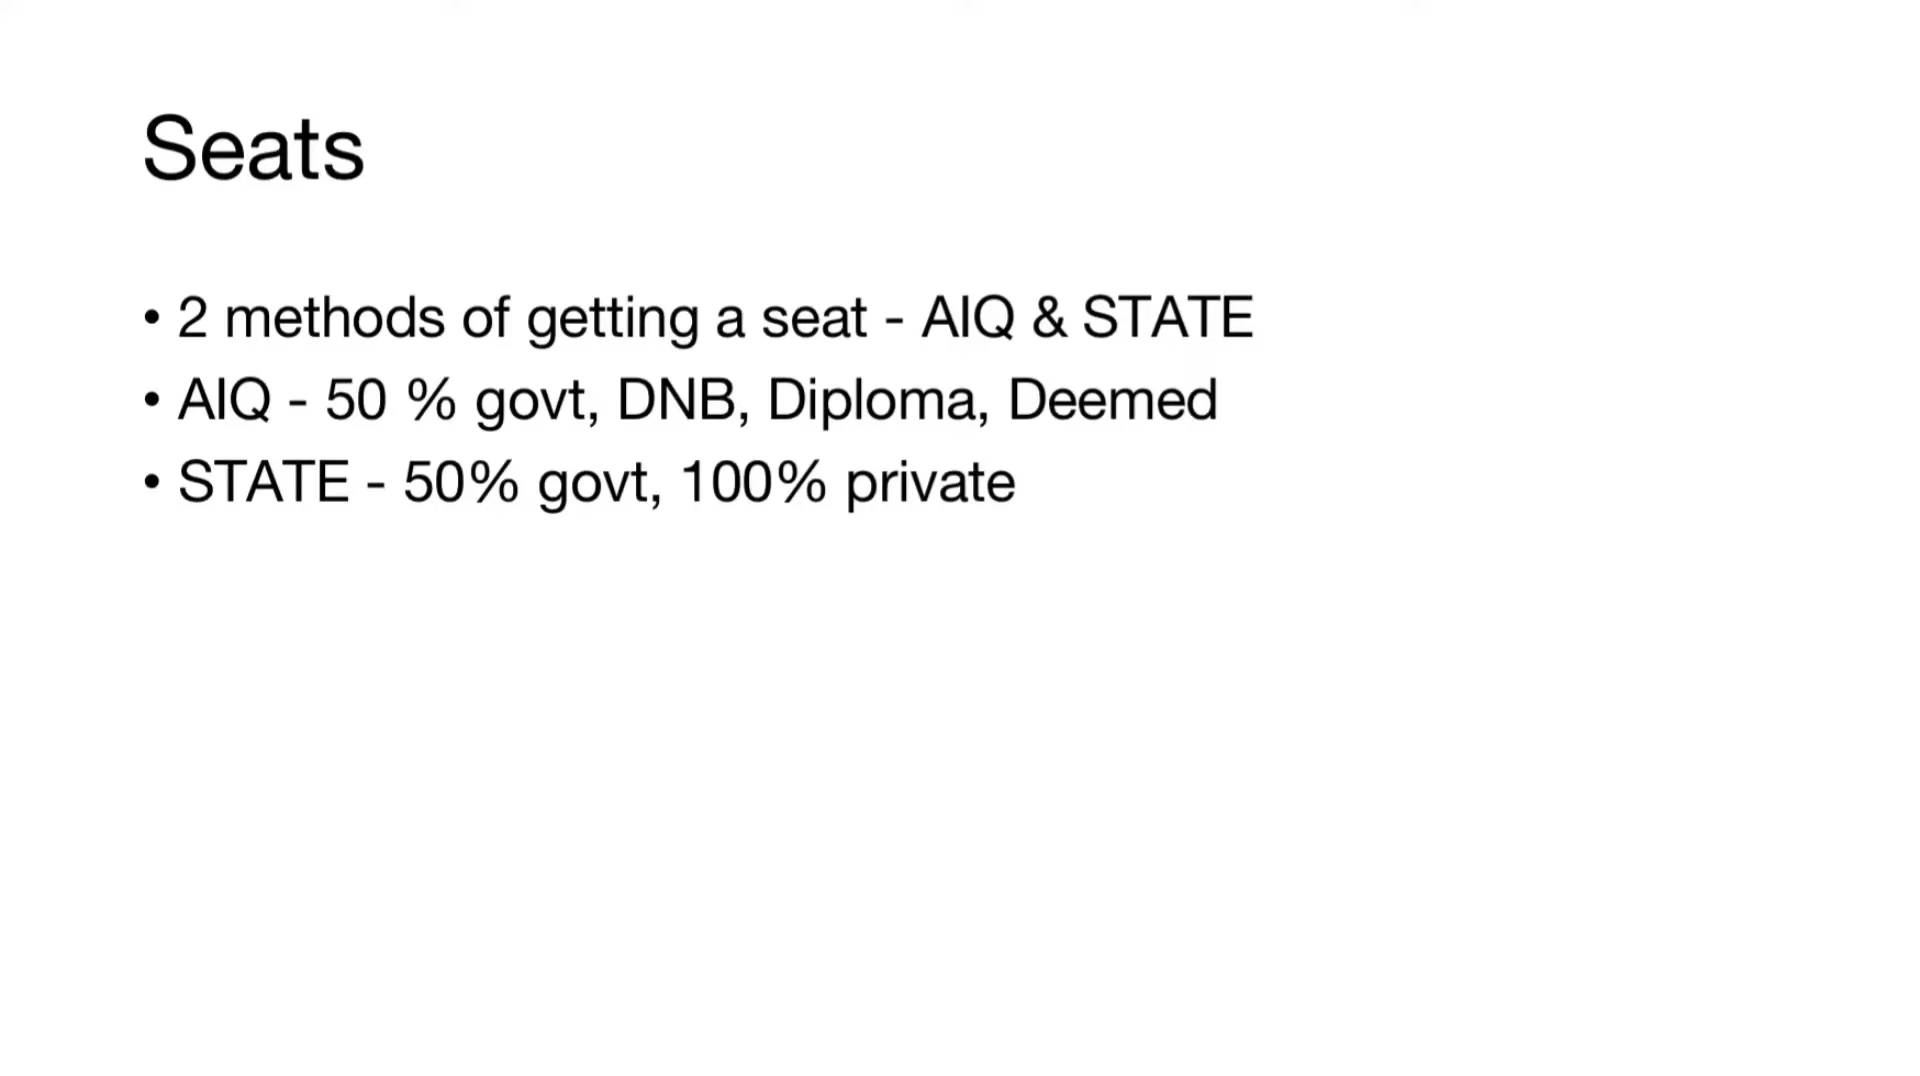 Seats
• 2 methods of getting a seat - AIQ & STATE
• AIQ - 50 % govt, DNB, Diploma, Deemed
• STATE - 50% govt, 100% private